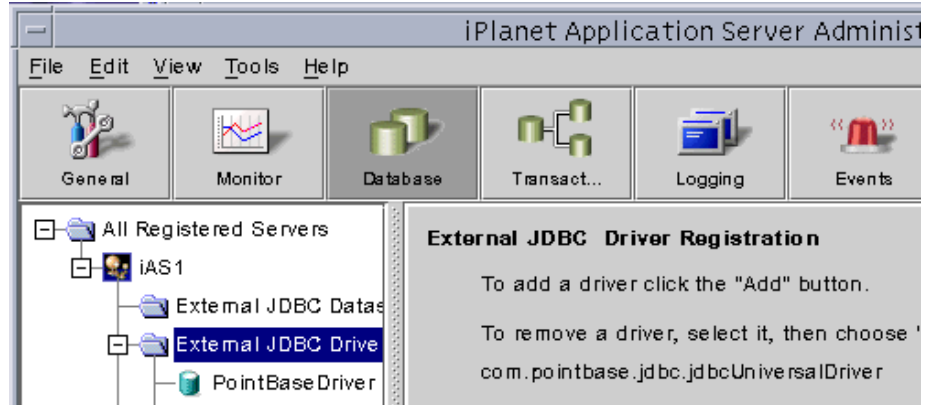 iPlanet Application Server Administ
File Edit View Tools Help
General Monitor Database Transact... Logging Events
All Registered Servers
iAS1
External JDBC Datas
External JDBC Drive
PointBaseDriver
External JDBC Driver Registration
To add a driver click the "Add" button.
To remove a driver, select it, then choose '
com.pointbase.jdbc.jdbcUniversalDriver